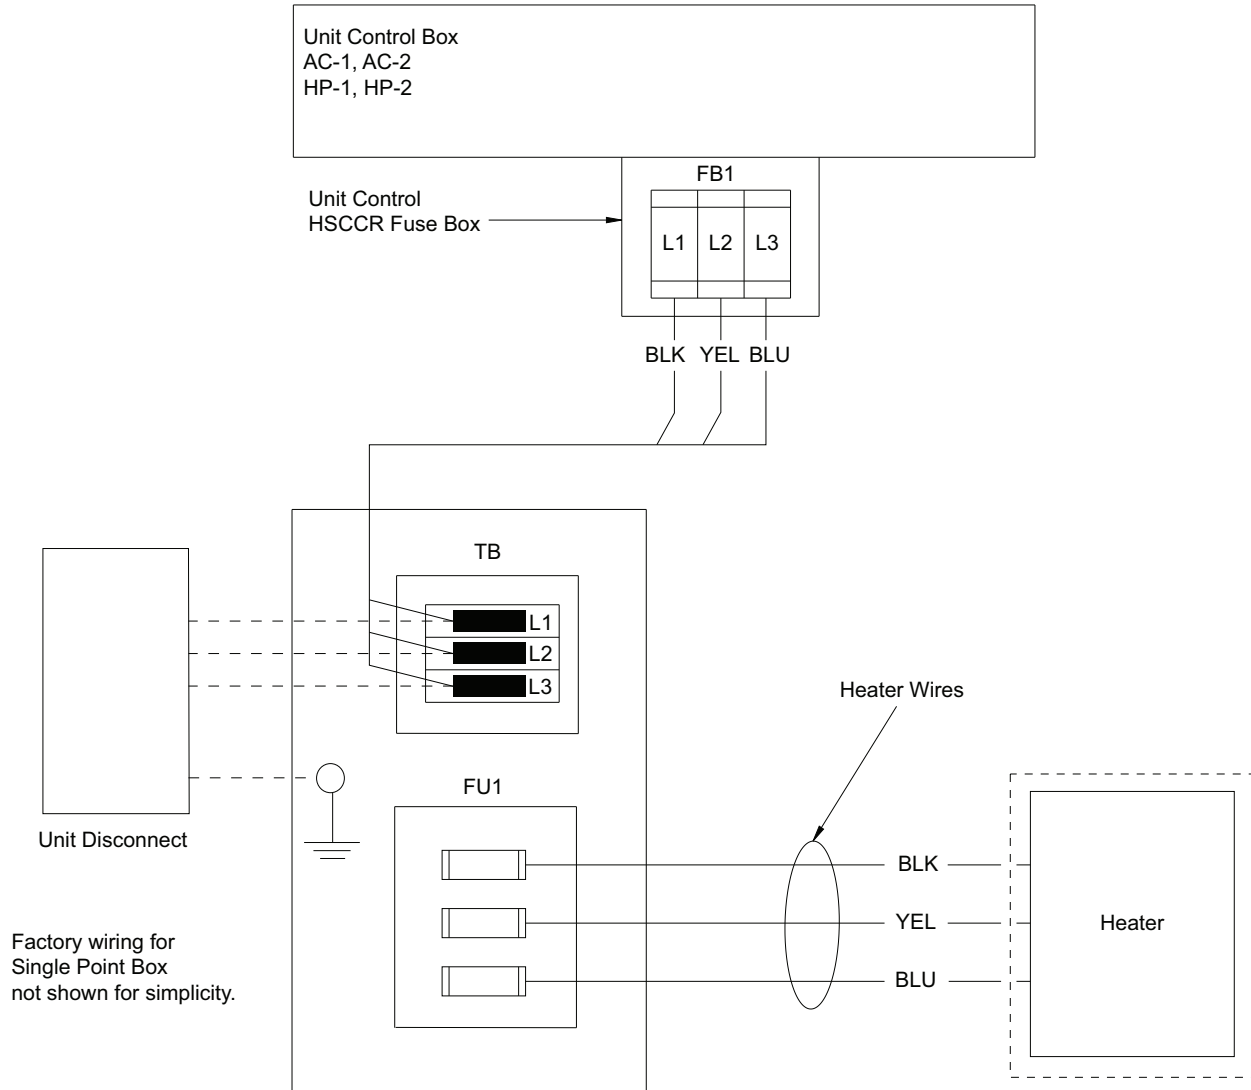 Unit Control Box
AC-1, AC-2
HP-1, HP-2
FB1
Unit Control
HSCCR Fuse Box
L1 L2 L3
BLK YEL BLU
TB
L1
L2
L3
Heater Wires
FU1
Unit Disconnect
BLK
YEL
BLU
Heater
Factory wiring for
Single Point Box
not shown for simplicity.